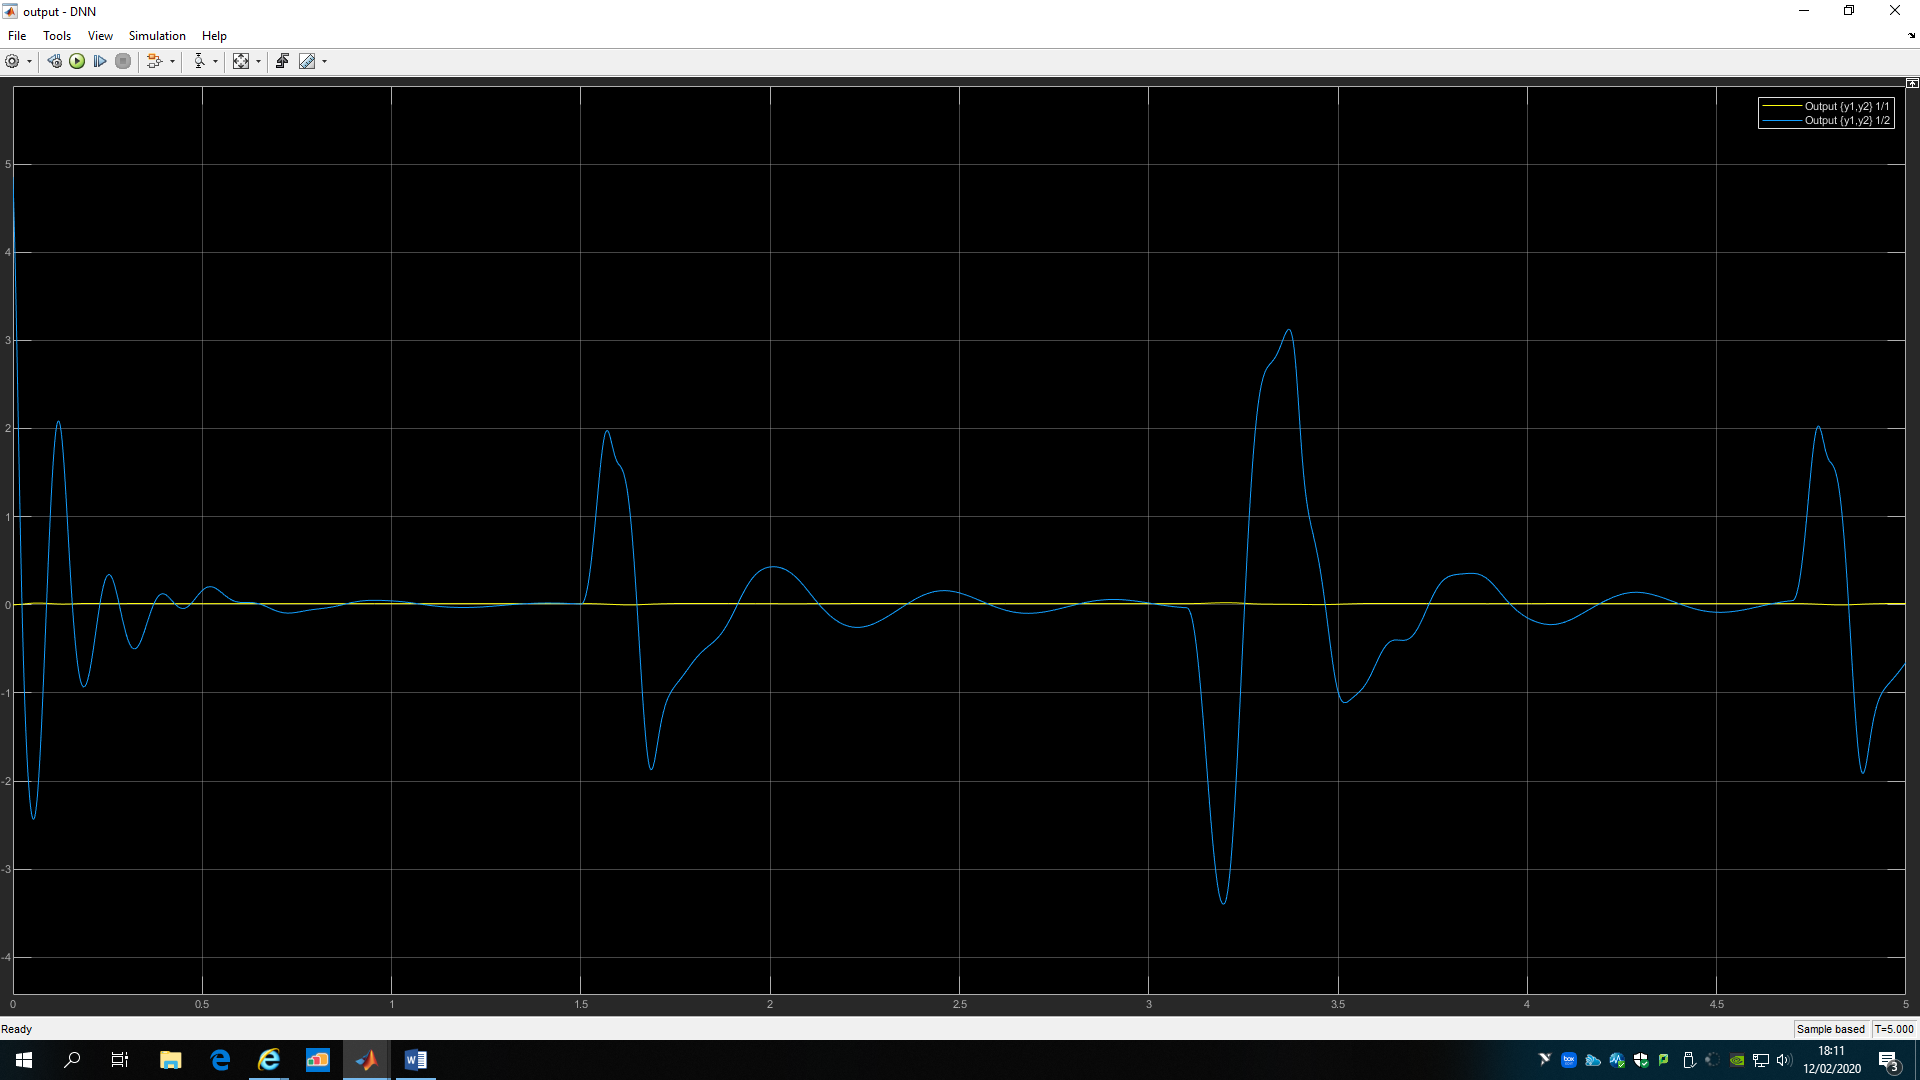 output - DNN
File Tools View Simulation Help
Output {y1,y2} 1/1
Output {y1,y2} 1/2
5
4
3
2
1
0
-1
-2
-3
-4
0 0.5 1 1.5 2 2.5 3 3.5 4 4.5 5
Ready
Sample based T=5.000
box
18:11
12/02/2020
3